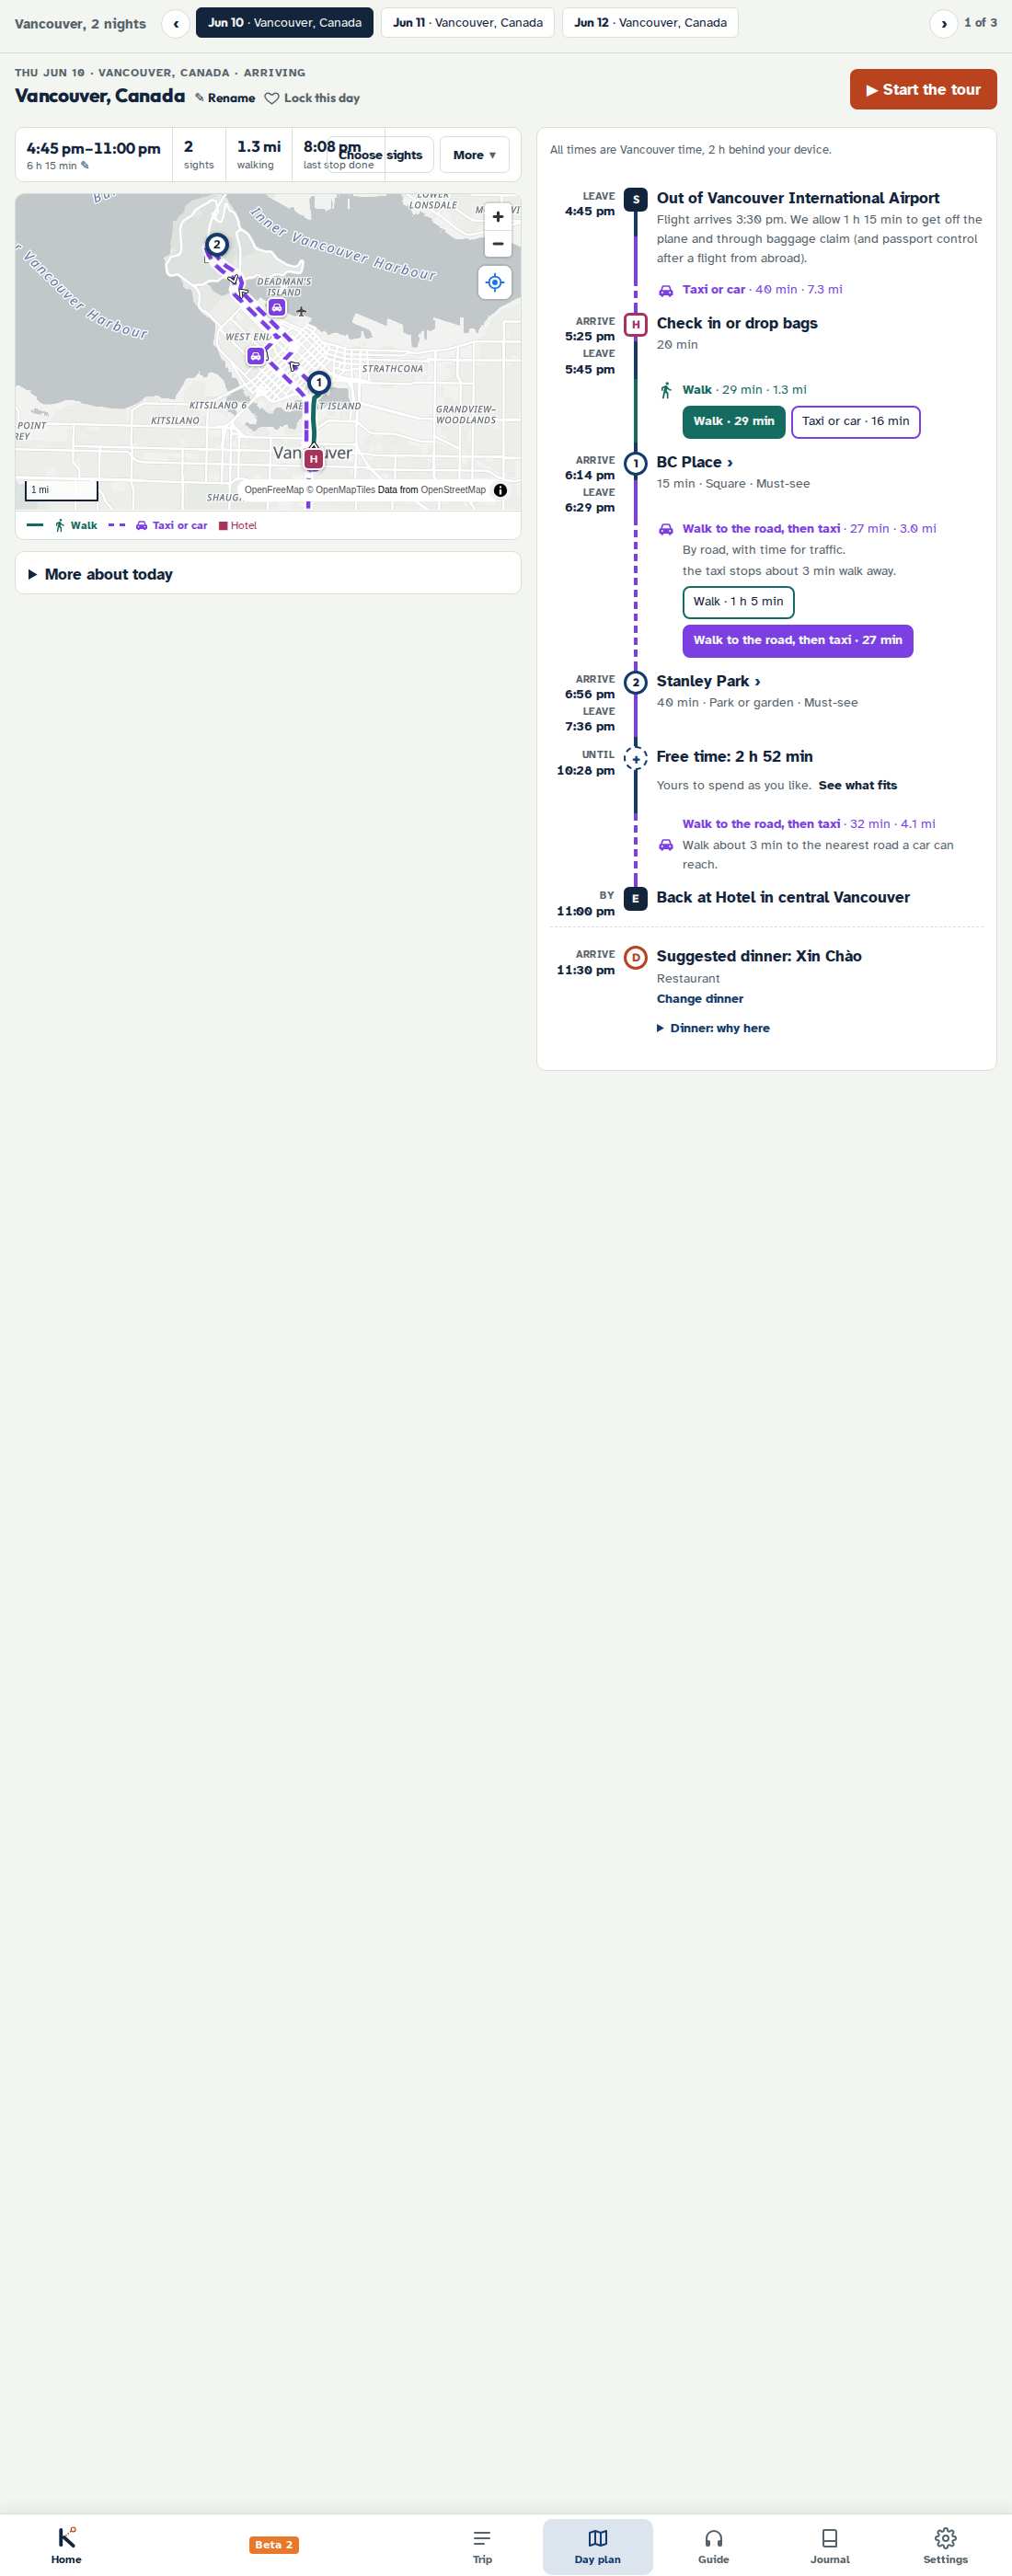 Vancouver, 2 nights
‹
Jun 10 · Vancouver, Canada
Jun 11 · Vancouver, Canada
Jun 12 · Vancouver, Canada
›
1 of 3
THU JUN 10 · VANCOUVER, CANADA · ARRIVING
Vancouver, Canada ✎ Rename Lock this day
▶ Start the tour
4:45 pm–11:00 pm
6 h 15 min ✎
2
sights
1.3 mi
walking
8:08 pm
last stop done
Choose sights
More ▾
LOWER
LONSDALE
Inner Vancouver Harbour
Vancouver Harbour
+
−
2
DEADMAN'S
ISLAND
WEST END
STRATHCONA
1
KITSILANO 6
KITSILANO
ISLAND
GRANDVIEW–
WOODLANDS
POINT
REY
H
1 mi
OpenFreeMap © OpenMapTiles Data from OpenStreetMap
Walk
Taxi or car
Hotel
▶ More about today
All times are Vancouver time, 2 h behind your device.
LEAVE
4:45 pm
S
Out of Vancouver International Airport
Flight arrives 3:30 pm. We allow 1 h 15 min to get off the
plane and through baggage claim (and passport control
after a flight from abroad).
Taxi or car · 40 min · 7.3 mi
ARRIVE
5:25 pm
LEAVE
5:45 pm
H
Check in or drop bags
20 min
Walk · 29 min · 1.3 mi
Walk · 29 min
Taxi or car · 16 min
ARRIVE
6:14 pm
LEAVE
6:29 pm
1
BC Place ›
15 min · Square · Must-see
Walk to the road, then taxi · 27 min · 3.0 mi
By road, with time for traffic.
the taxi stops about 3 min walk away.
Walk · 1 h 5 min
Walk to the road, then taxi · 27 min
ARRIVE
6:56 pm
LEAVE
7:36 pm
2
Stanley Park ›
40 min · Park or garden · Must-see
UNTIL
10:28 pm
+
Free time: 2 h 52 min
Yours to spend as you like. See what fits
Walk to the road, then taxi · 32 min · 4.1 mi
Walk about 3 min to the nearest road a car can
reach.
BY
11:00 pm
E
Back at Hotel in central Vancouver
ARRIVE
11:30 pm
D
Suggested dinner: Xin Chào
Restaurant
Change dinner
▶ Dinner: why here
Home
Beta 2
Trip
Day plan
Guide
Journal
Settings